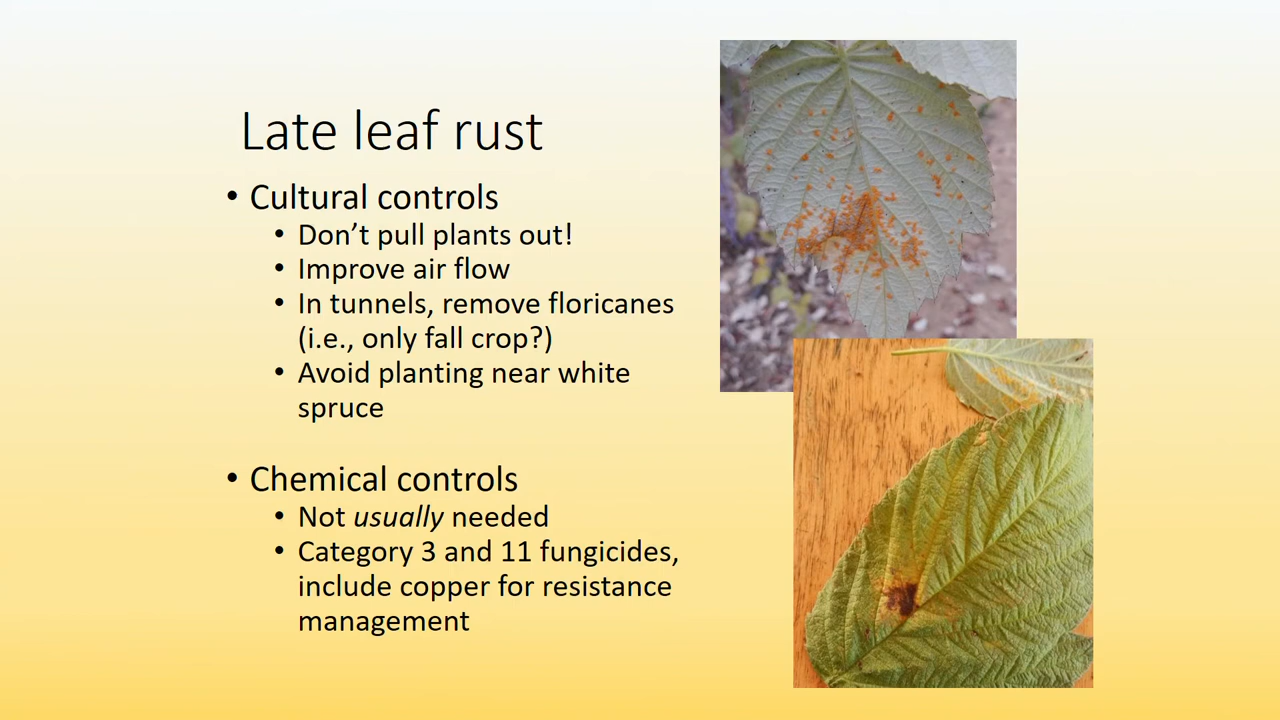 Late leaf rust
• Cultural controls
• Don’t pull plants out!
• Improve air flow
• In tunnels, remove floricanes
(i.e., only fall crop?)
• Avoid planting near white
spruce
• Chemical controls
• Not usually needed
• Category 3 and 11 fungicides,
include copper for resistance
management